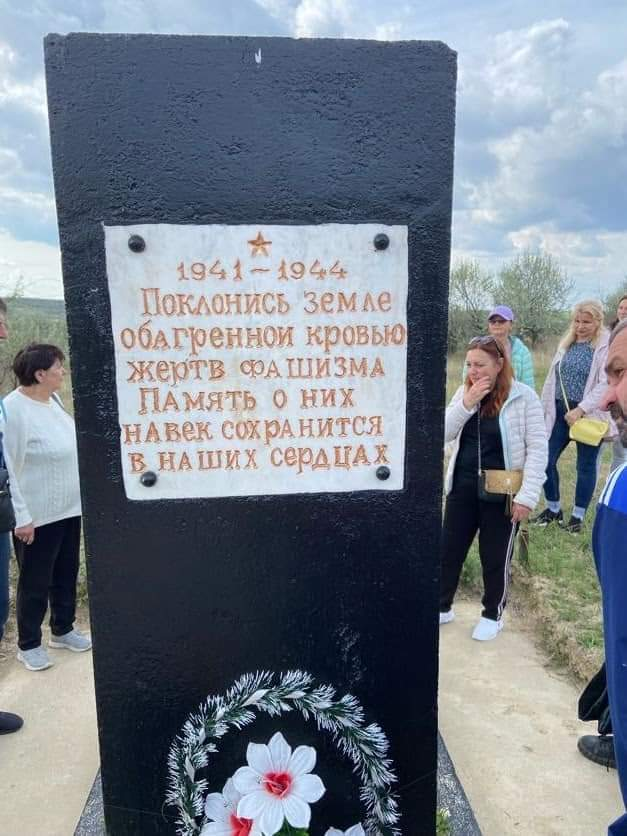 1941-1944
Поклонись земле
обагренной кровью
жертв фашизма
Память о них
навек сохранится
в наших сердцах